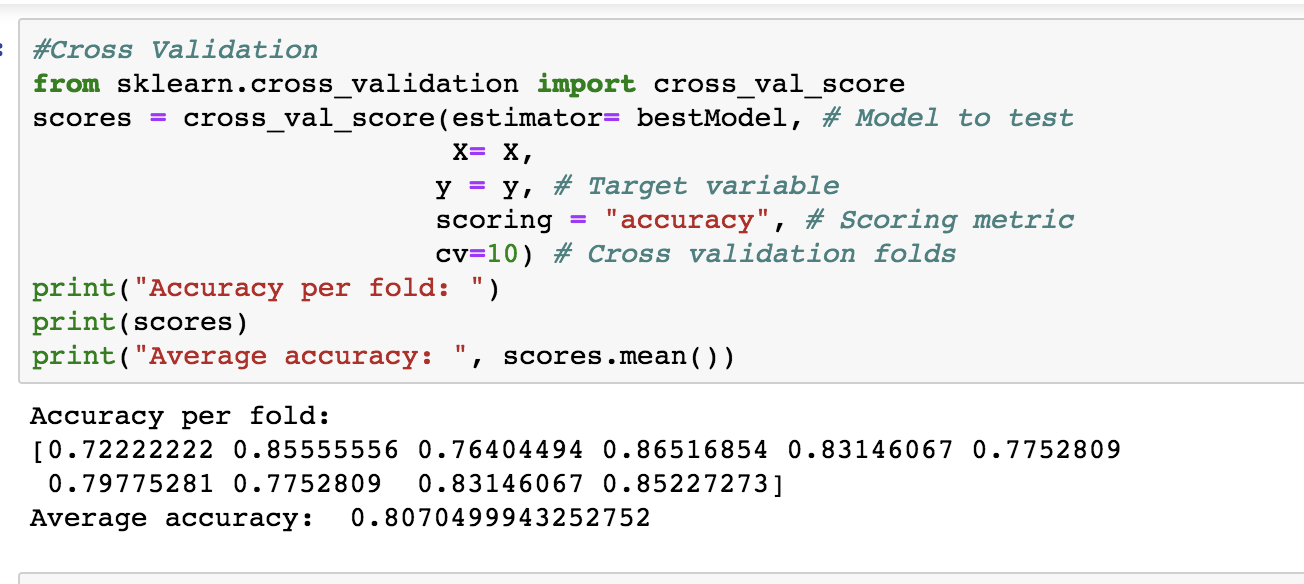 #Cross Validation
from sklearn.cross_validation import cross_val_score
scores = cross_val_score(estimator= bestModel, # Model to test
                         X= X,
                        y = y, # Target variable
                        scoring = "accuracy", # Scoring metric
                        cv=10) # Cross validation folds
print("Accuracy per fold: ")
print(scores)
print("Average accuracy: ", scores.mean())
Accuracy per fold:
[0.72222222 0.85555556 0.76404494 0.86516854 0.83146067 0.7752809
 0.79775281 0.7752809  0.83146067 0.85227273]
Average accuracy:  0.8070499943252752